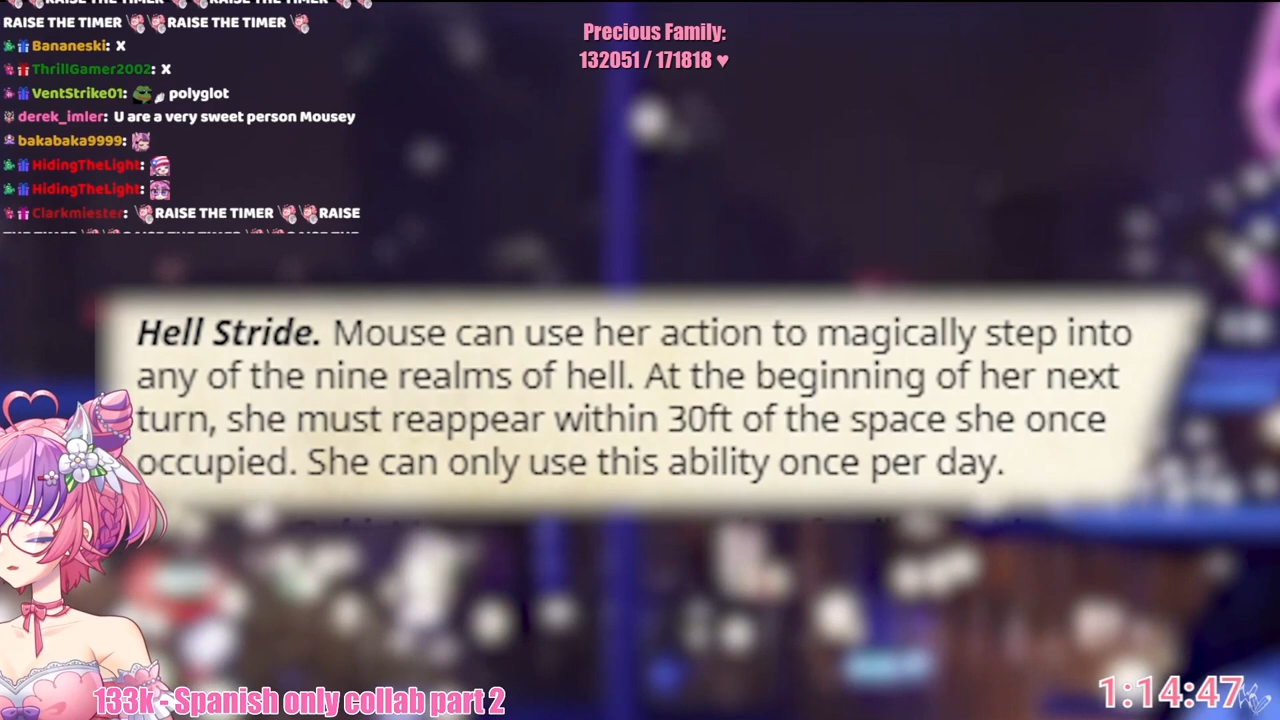 RAISE THE TIMER RAISE THE TIMER
Bananeski: X
ThrillGamer2002: X
VentStrike01: polyglot
derek_imler: U are a very sweet person Mousey
bakabaka9999:
HidingTheLight:
HidingTheLight:
Clarkmiester: RAISE THE TIMER RAISE
Precious Family:
132051 / 171818 ♥
Hell Stride. Mouse can use her action to magically step into
any of the nine realms of hell. At the beginning of her next
turn, she must reappear within 30ft of the space she once
occupied. She can only use this ability once per day.
133k - Spanish only collab part 2
1:14:47